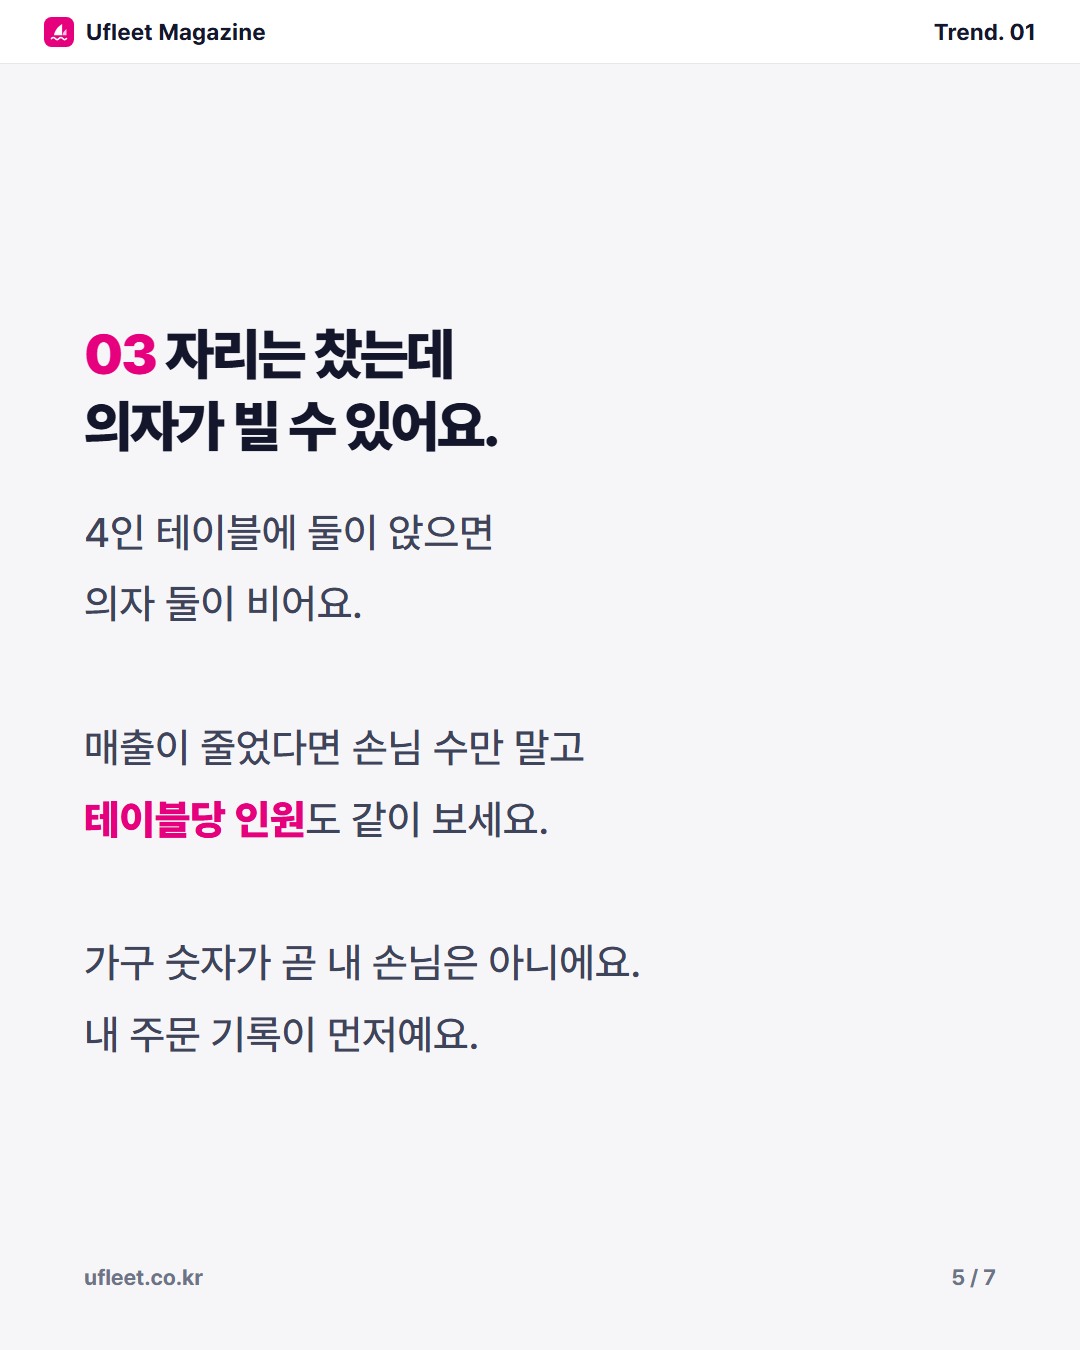 Ufleet Magazine
Trend. 01
03 자리는 찼는데
의자가 빌 수 있어요.
4인 테이블에 둘이 앉으면
의자 둘이 비어요.
매출이 줄었다면 손님 수만 말고
테이블당 인원도 같이 보세요.
가구 숫자가 곧 내 손님은 아니에요.
내 주문 기록이 먼저예요.
ufleet.co.kr
5 / 7